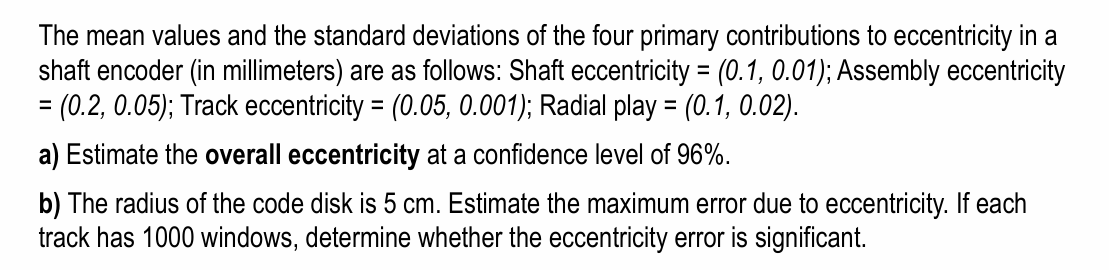 The mean values and the standard deviations of the four primary contributions to eccentricity in a
shaft encoder (in millimeters) are as follows: Shaft eccentricity = (0.1, 0.01); Assembly eccentricity
= (0.2, 0.05); Track eccentricity = (0.05, 0.001); Radial play = (0.1, 0.02).
a) Estimate the overall eccentricity at a confidence level of 96%.
b) The radius of the code disk is 5 cm. Estimate the maximum error due to eccentricity. If each
track has 1000 windows, determine whether the eccentricity error is significant.